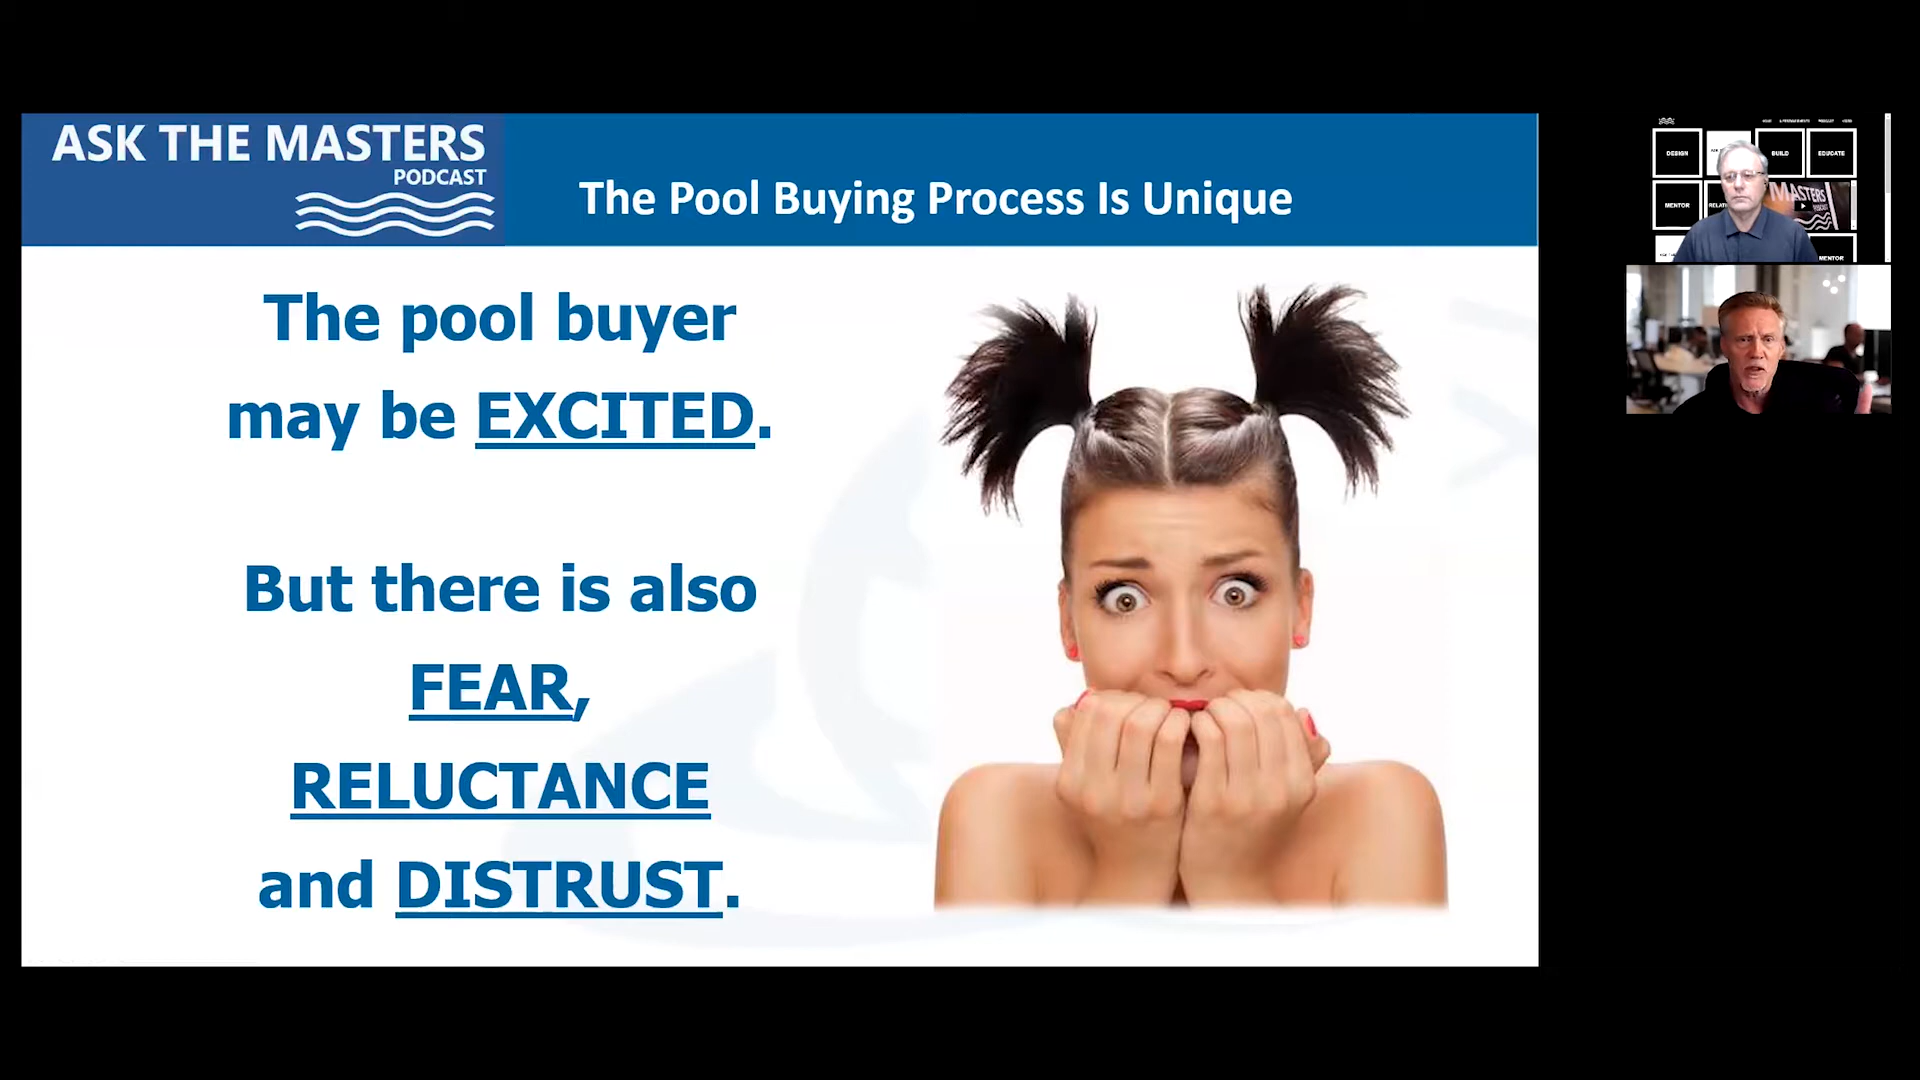 ASK THE MASTERS
PODCAST
The Pool Buying Process Is Unique
The pool buyer
may be EXCITED.
But there is also
FEAR,
RELUCTANCE
and DISTRUST.
DESIGN
BUILD
EDUCATE
MENTOR
MASTERS
MENTOR